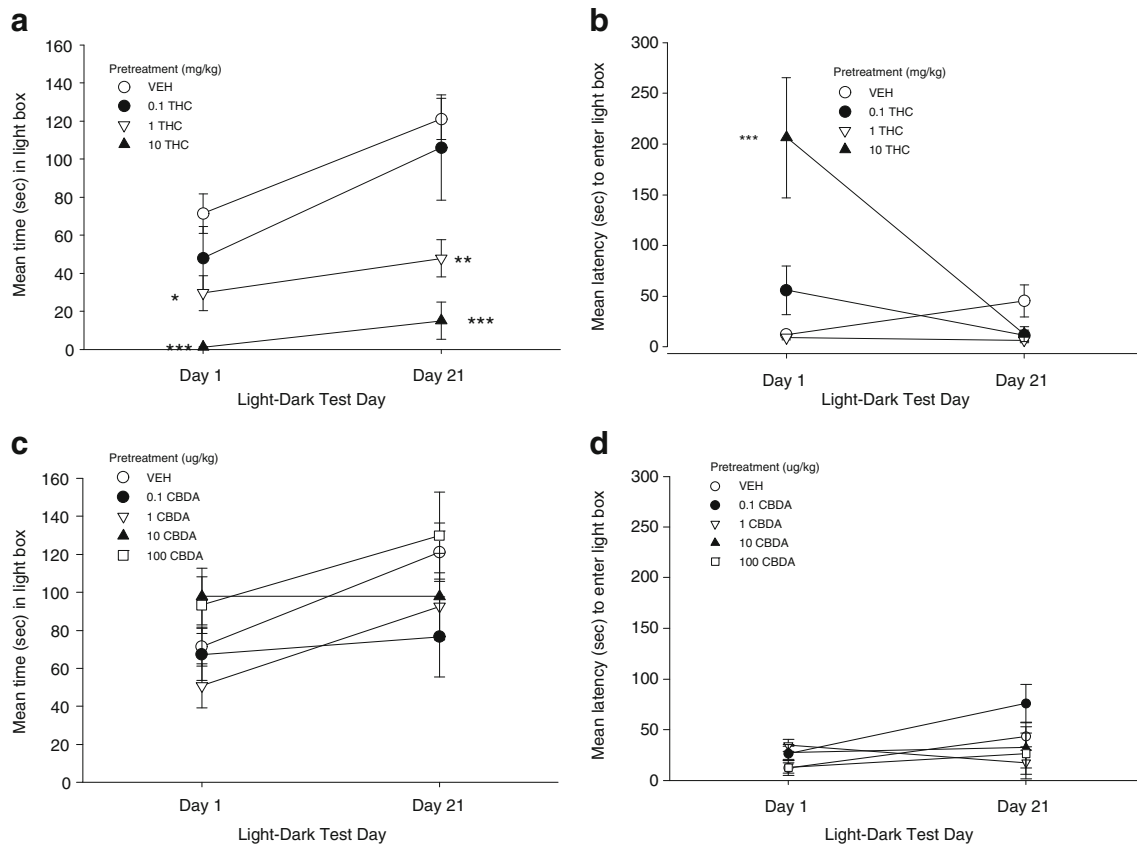 a
160
140
120
100
80
60
40
20
0
Mean time (sec) in light box
Pretreatment (mg/kg)
VEH
0.1 THC
1 THC
10 THC
*
***
**
***
Day 1
Day 21
Light-Dark Test Day
b
300
250
200
150
100
50
0
Mean latency (sec) to enter light box
Pretreatment (mg/kg)
VEH
0.1 THC
1 THC
10 THC
***
Day 1
Day 21
Light-Dark Test Day
c
160
140
120
100
80
60
40
20
0
Mean time (sec) in light box
Pretreatment (ug/kg)
VEH
0.1 CBDA
1 CBDA
10 CBDA
100 CBDA
Day 1
Day 21
Light-Dark Test Day
d
300
250
200
150
100
50
0
Mean latency (sec) to enter light box
Pretreatment (ug/kg)
VEH
0.1 CBDA
1 CBDA
10 CBDA
100 CBDA
Day 1
Day 21
Light-Dark Test Day